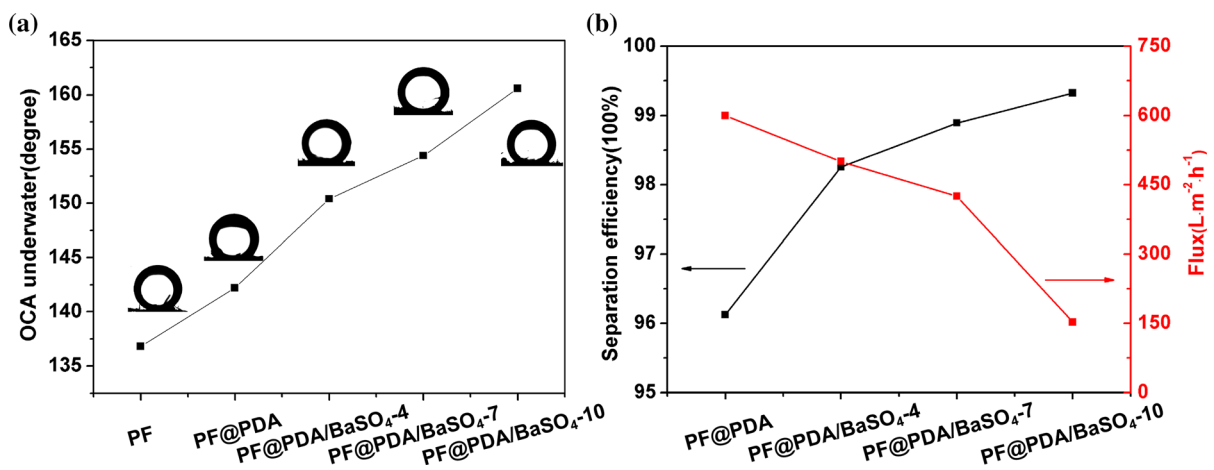 (a)
165
160
155
150
145
140
135
OCA underwater(degree)
PF
PF@PDA
PF@PDA/BaSO₄-4
PF@PDA/BaSO₄-7
PF@PDA/BaSO₄-10
(b)
100
99
98
97
96
95
Separation efficiency(100%)
750
600
450
300
150
0
Flux(L·m⁻²·h⁻¹)
PF@PDA
PF@PDA/BaSO₄-4
PF@PDA/BaSO₄-7
PF@PDA/BaSO₄-10